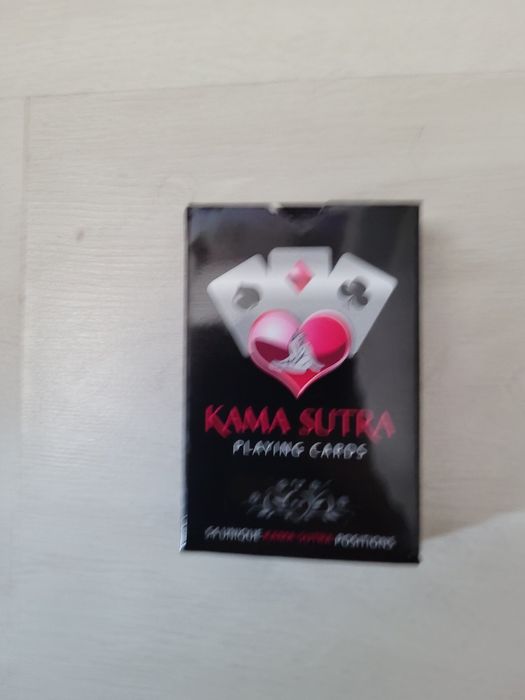 KAMA SUTRA
PLAYING CARDS
54 UNIQUE KAMA SUTRA POSITIONS